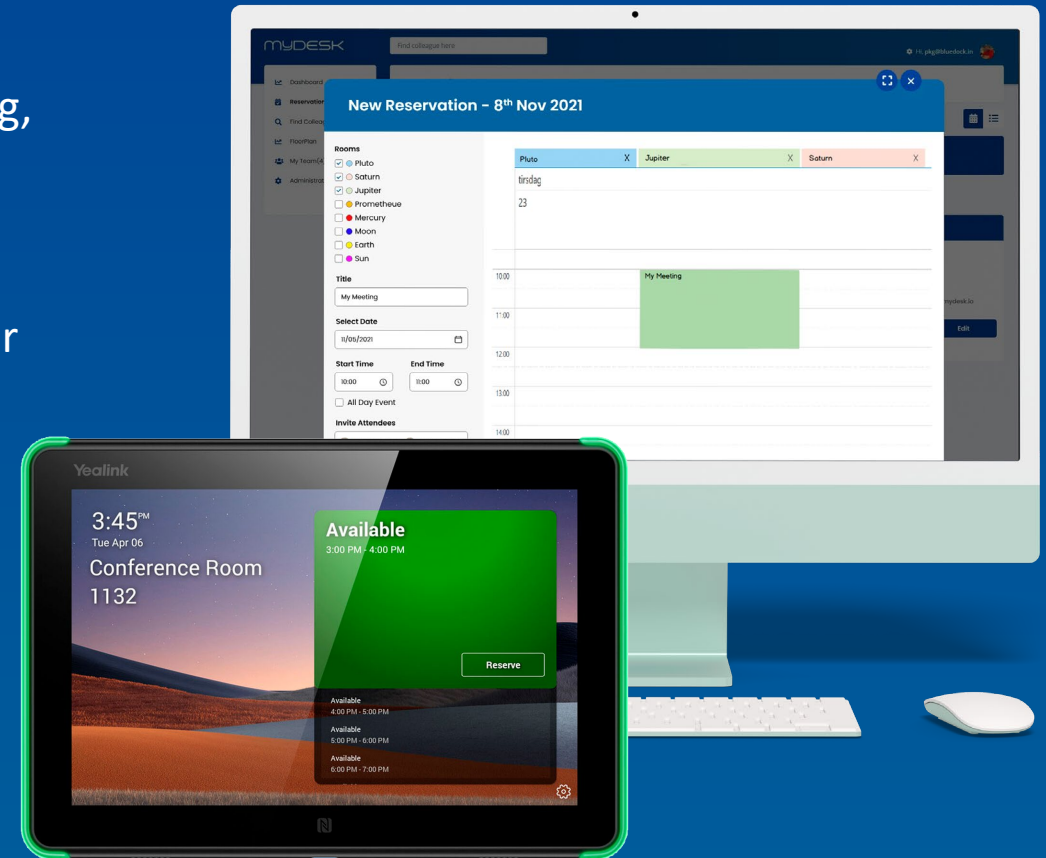 g,
r
MYDESK
Find colleague here
Hi, pkg@Murdeck.in
Dashboard
Reservation
Find Colleag
FloorPlan
My Team(4
Administrat
New Reservation - 8th Nov 2021
Rooms
Pluto
Saturn
Jupiter
Prometheue
Mercury
Moon
Earth
Sun
Title
My Meeting
Select Date
11/05/2021
Start Time End Time
10:00 11:00
All Day Event
Invite Attendees
Pluto X Jupiter X Saturn X
tirsdag
23
10:00 My Meeting
11:00
12:00
13:00
14:00
mydesk.io
Edit
Yealink
3:45 PM
Tue Apr 06
Conference Room
1132
Available
3:00 PM - 4:00 PM
Reserve
Available
4:00 PM - 5:00 PM
Available
5:00 PM - 6:00 PM
Available
6:00 PM - 7:00 PM